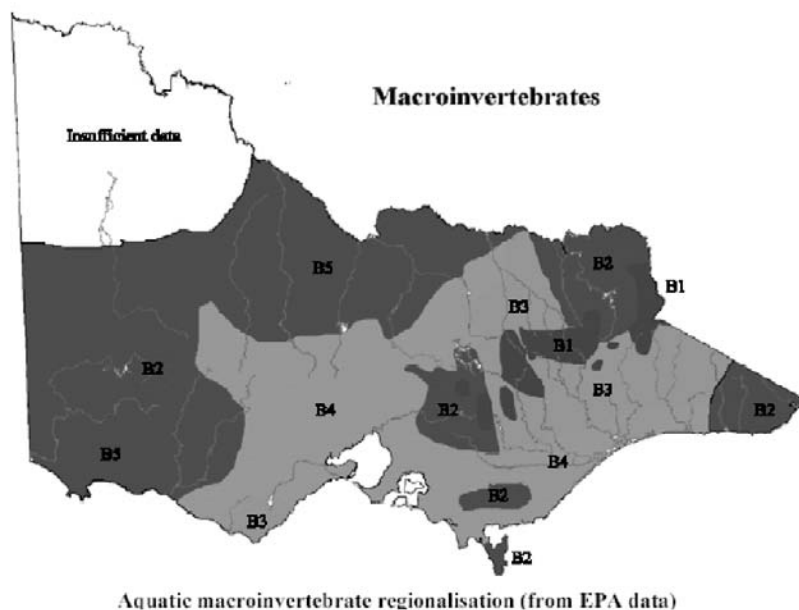 Macroinvertebrates
Insufficient data
B5
B2
B1
B3
B1
B2
B3
B4
B2
B2
B5
B4
B2
B3
B2
Aquatic macroinvertebrate regionalisation (from EPA data)